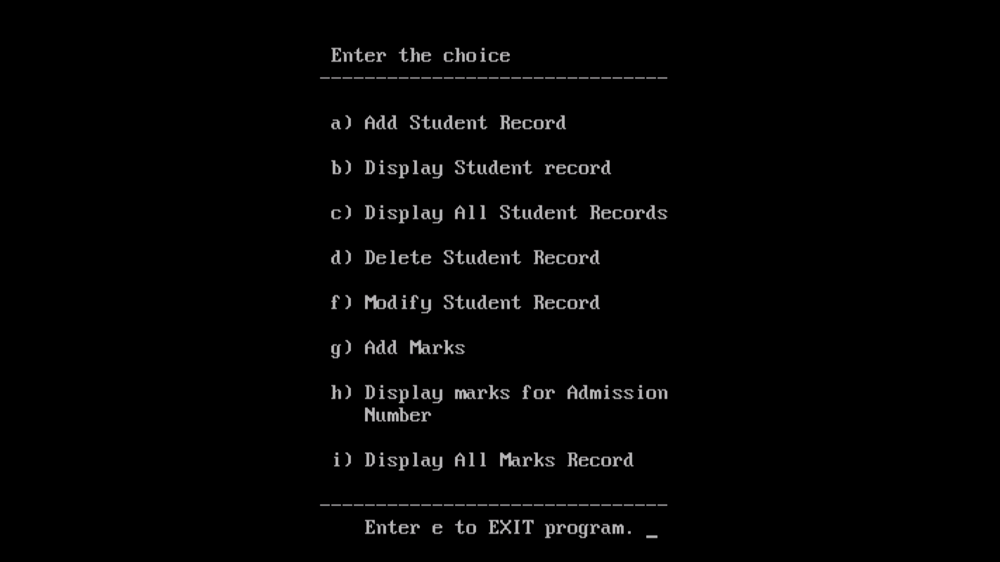 Enter the choice
-------------------------------
a) Add Student Record
b) Display Student record
c) Display All Student Records
d) Delete Student Record
f) Modify Student Record
g) Add Marks
h) Display marks for Admission
Number
i) Display All Marks Record
-------------------------------
Enter e to EXIT program. _